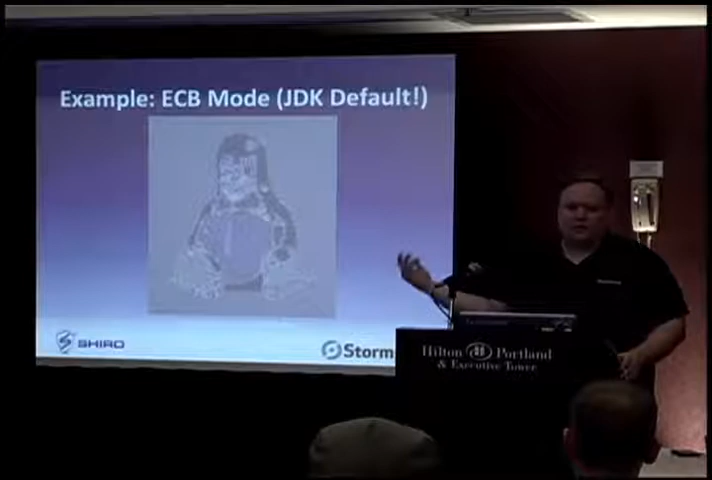 Example: ECB Mode (JDK Default!)
SHIRO
Storm
Hilton Portland
& Executive Tower